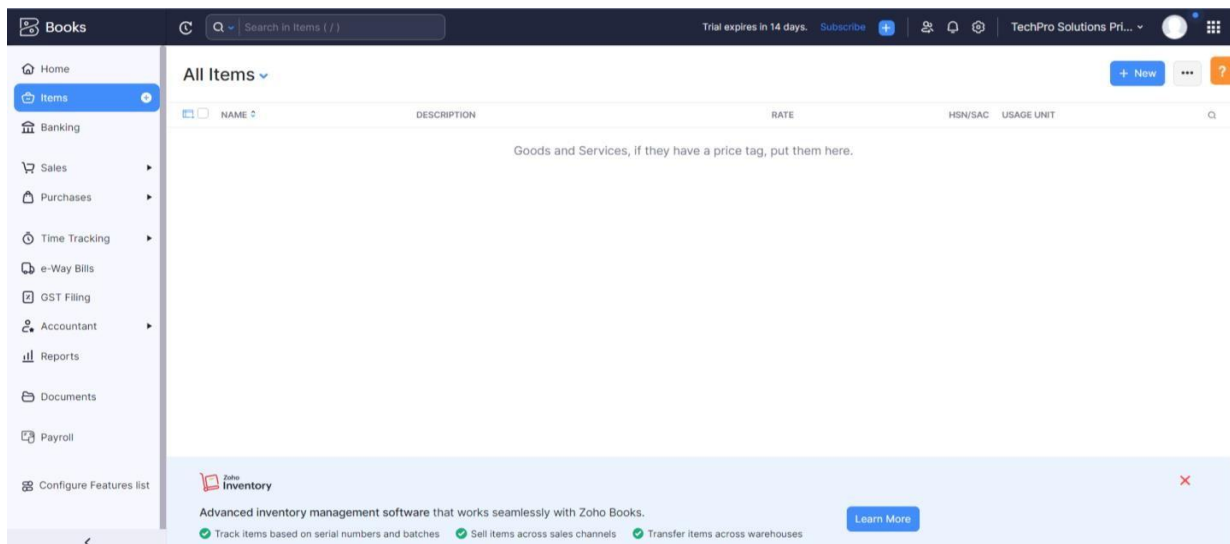 Books
Search in Items ( / )
Trial expires in 14 days. Subscribe
TechPro Solutions Pri...
Home
Items
Banking
Sales
Purchases
Time Tracking
e-Way Bills
GST Filing
Accountant
Reports
Documents
Payroll
Configure Features list
All Items
+ New
?
NAME DESCRIPTION RATE HSN/SAC USAGE UNIT
Goods and Services, if they have a price tag, put them here.
Zoho
Inventory
Advanced inventory management software that works seamlessly with Zoho Books.
Track items based on serial numbers and batches Sell items across sales channels Transfer items across warehouses
Learn More